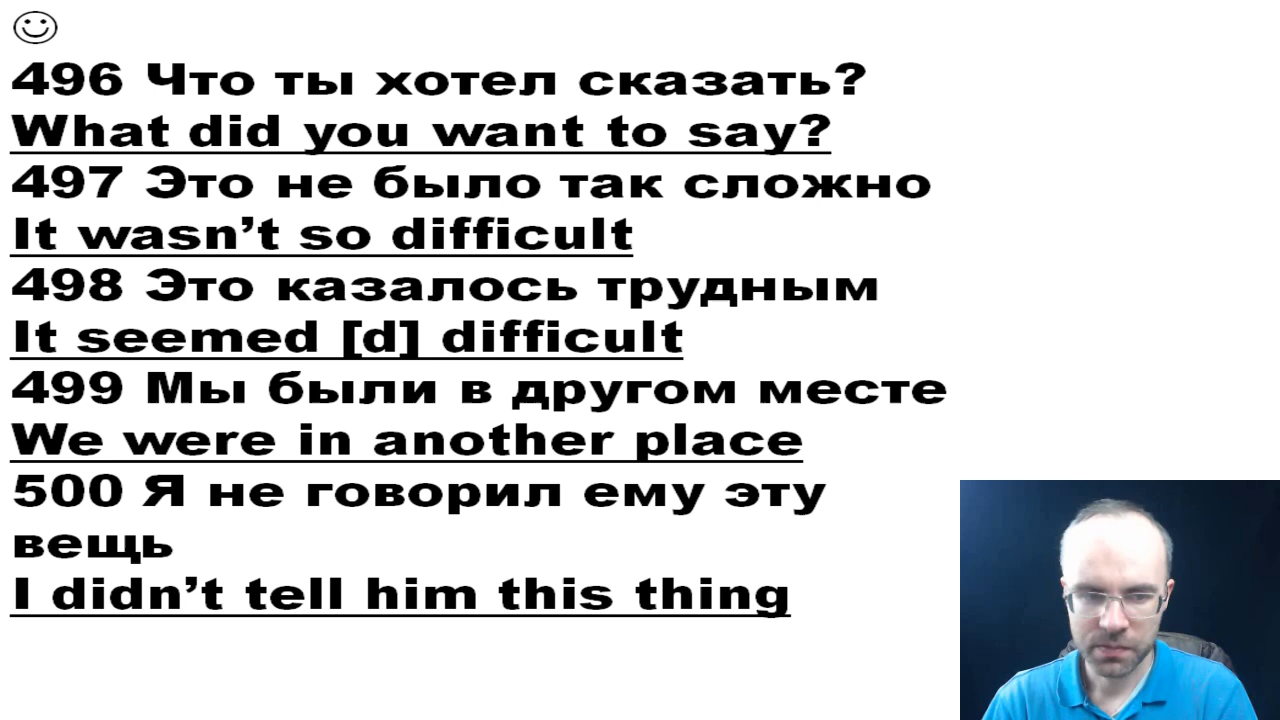 496 Что ты хотел сказать?
What did you want to say?
497 Это не было так сложно
It wasn’t so difficult
498 Это казалось трудным
It seemed [d] difficult
499 Мы были в другом месте
We were in another place
500 Я не говорил ему эту
вещь
I didn’t tell him this thing